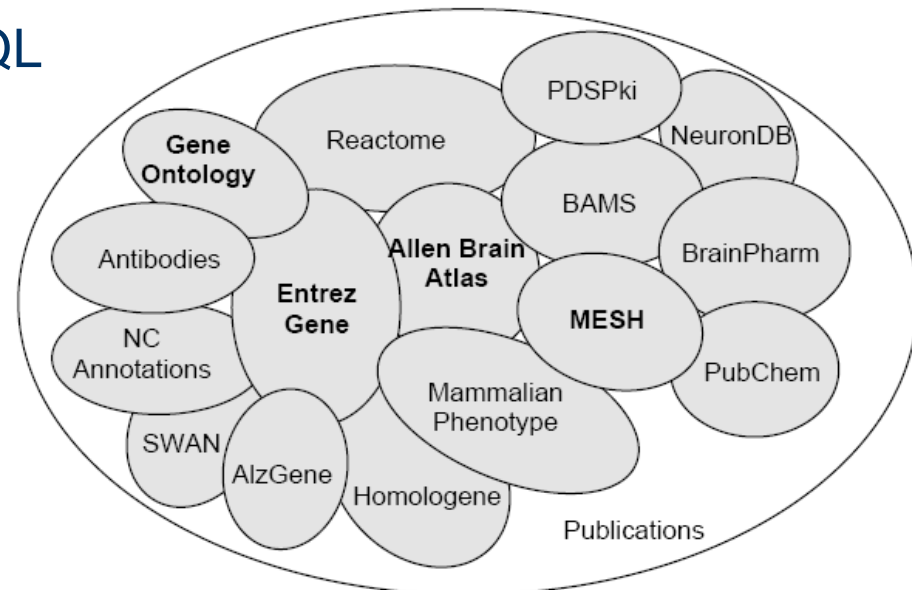 QL
PDSPki
NeuronDB
Reactome
Gene
Ontology
BAMS
Allen Brain
Atlas
BrainPharm
Antibodies
Entrez
Gene
MESH
NC
Annotations
PubChem
Mammalian
Phenotype
SWAN
AlzGene
Homologene
Publications